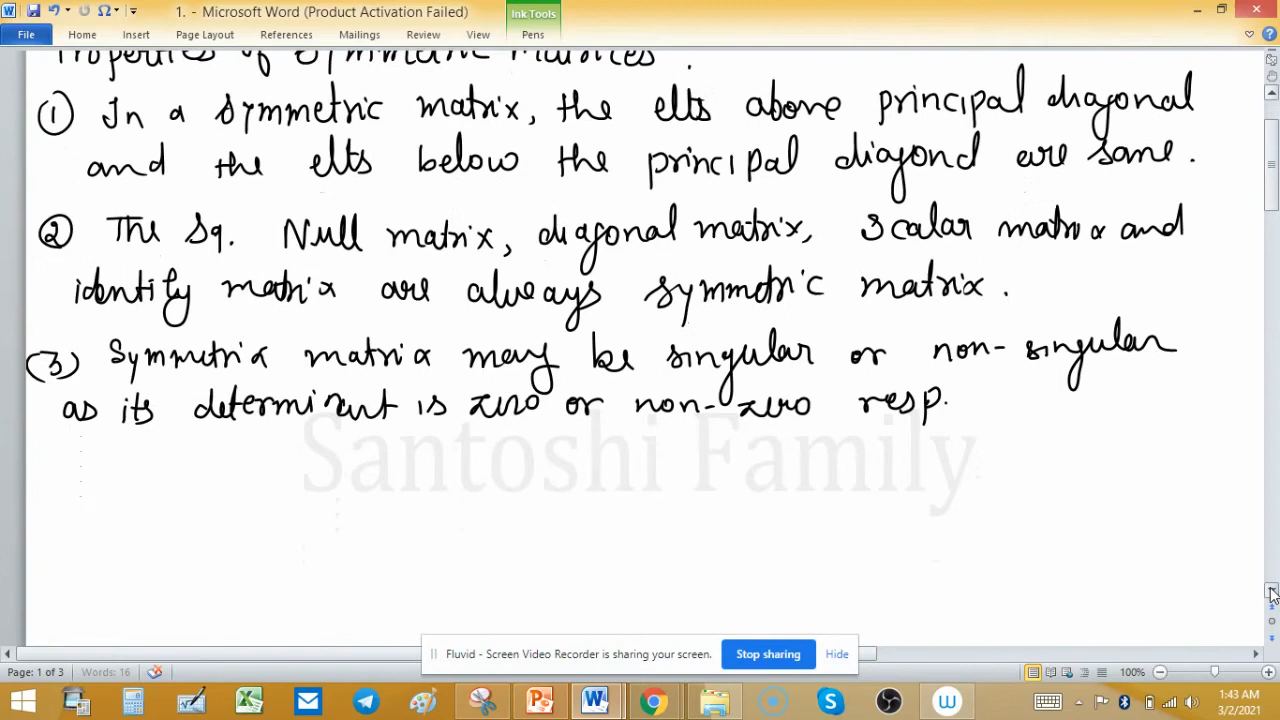 1. - Microsoft Word (Product Activation Failed)
Ink Tools
File Home Insert Page Layout References Mailings Review View Pens
Properties of Symmetric Matrices.
(1) In a symmetric matrix, the elts above principal diagonal
and the elts below the principal diagonal are same.
(2) The Sq. Null matrix, diagonal matrix, scalar matrix and
identity matrix are always symmetric matrix.
(3) Symmetrix matrix may be singular or non-singular
as its determinant is zero or non-zero resp.
Santoshi Family
Fluvid - Screen Video Recorder is sharing your screen. Stop sharing Hide
Page: 1 of 3 Words: 16 100%
1:43 AM
3/2/2021